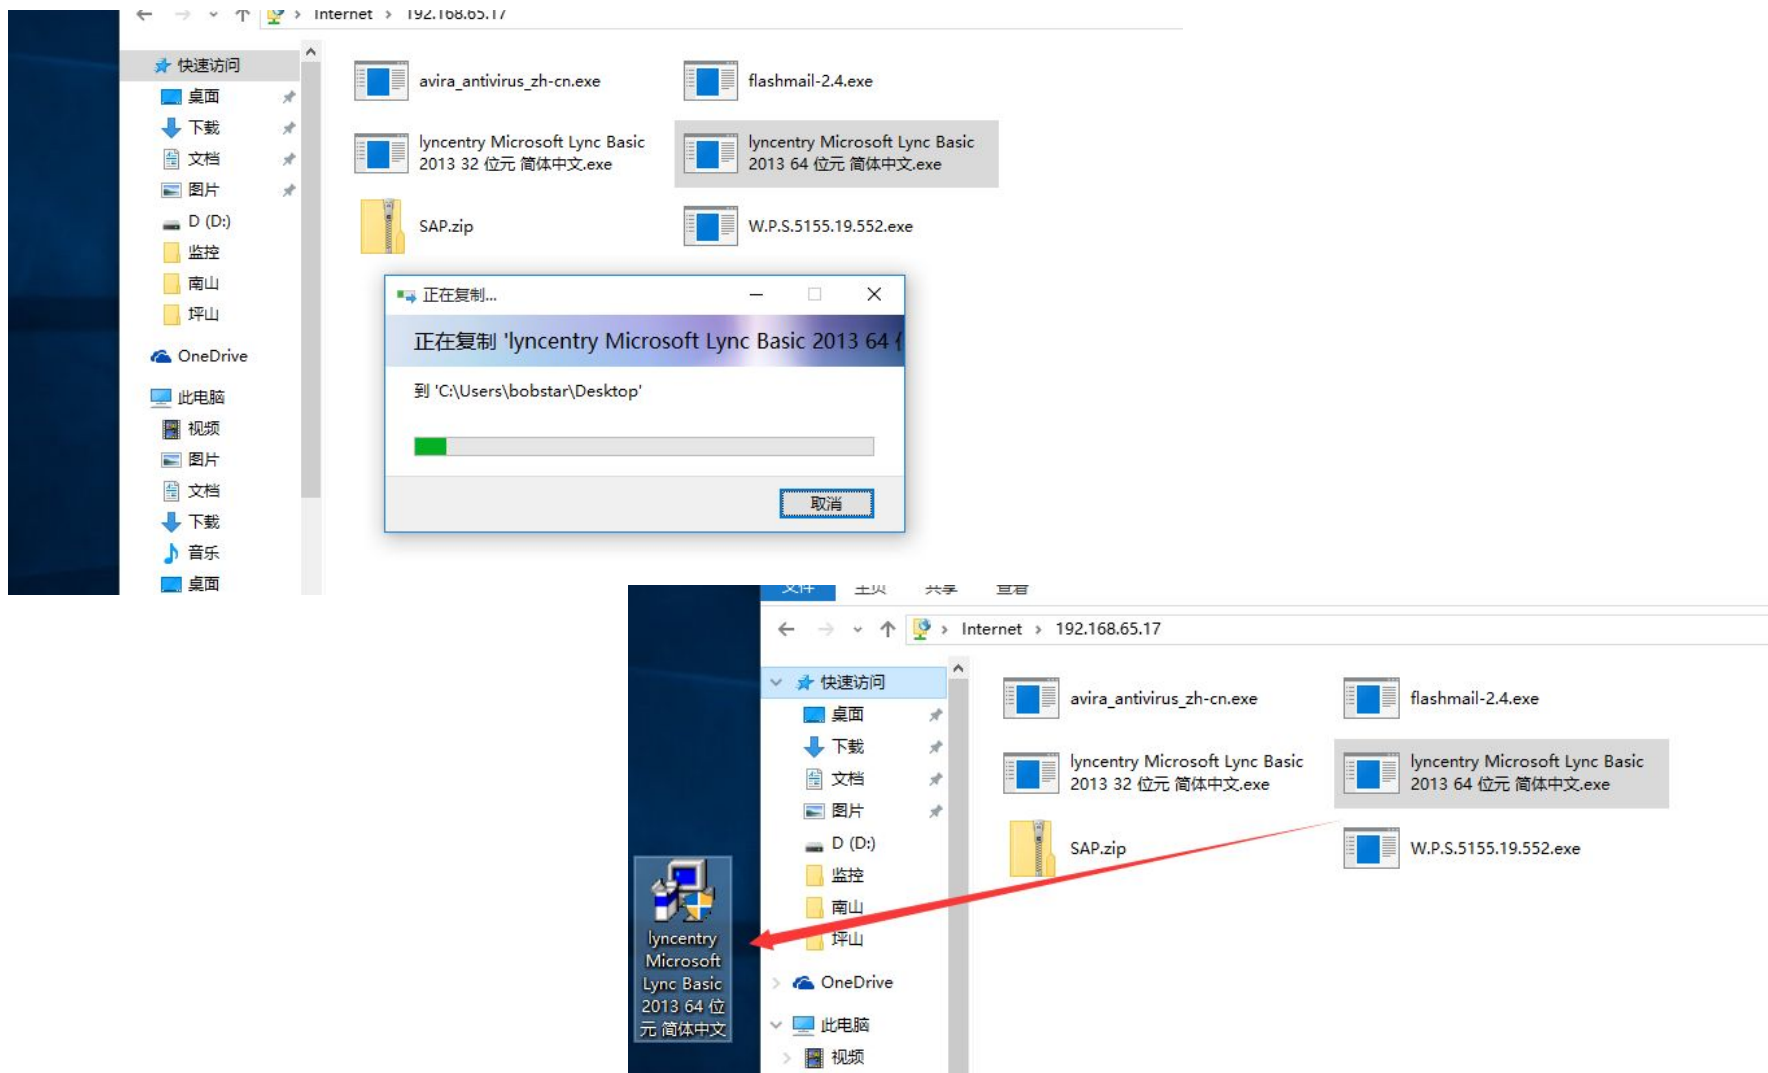 Internet
192.168.65.17
快速访问
桌面
下载
文档
图片
D (D:)
监控
南山
坪山
OneDrive
此电脑
视频
图片
文档
下载
音乐
桌面
avira_antivirus_zh-cn.exe
flashmail-2.4.exe
lyncentry Microsoft Lync Basic
2013 32 位元 简体中文.exe
lyncentry Microsoft Lync Basic
2013 64 位元 简体中文.exe
SAP.zip
W.P.S.5155.19.552.exe
正在复制...
正在复制 'lyncentry Microsoft Lync Basic 2013 64
到 'C:\Users\bobstar\Desktop'
取消
文件 主页 共享 查看
Internet
192.168.65.17
快速访问
桌面
下载
文档
图片
D (D:)
监控
南山
坪山
OneDrive
此电脑
视频
avira_antivirus_zh-cn.exe
flashmail-2.4.exe
lyncentry Microsoft Lync Basic
2013 32 位元 简体中文.exe
lyncentry Microsoft Lync Basic
2013 64 位元 简体中文.exe
SAP.zip
W.P.S.5155.19.552.exe
lyncentry
Microsoft
Lync Basic
2013 64 位
元 简体中文